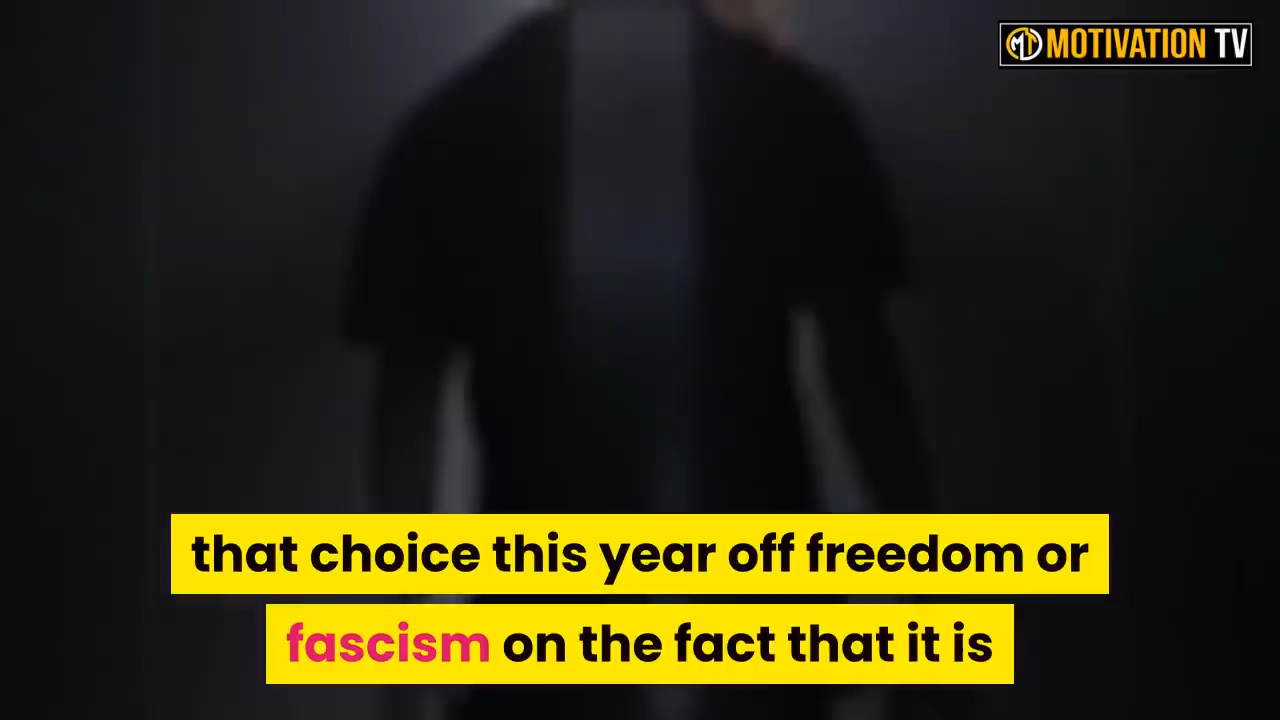 MOTIVATION TV
that choice this year off freedom or
fascism on the fact that it is